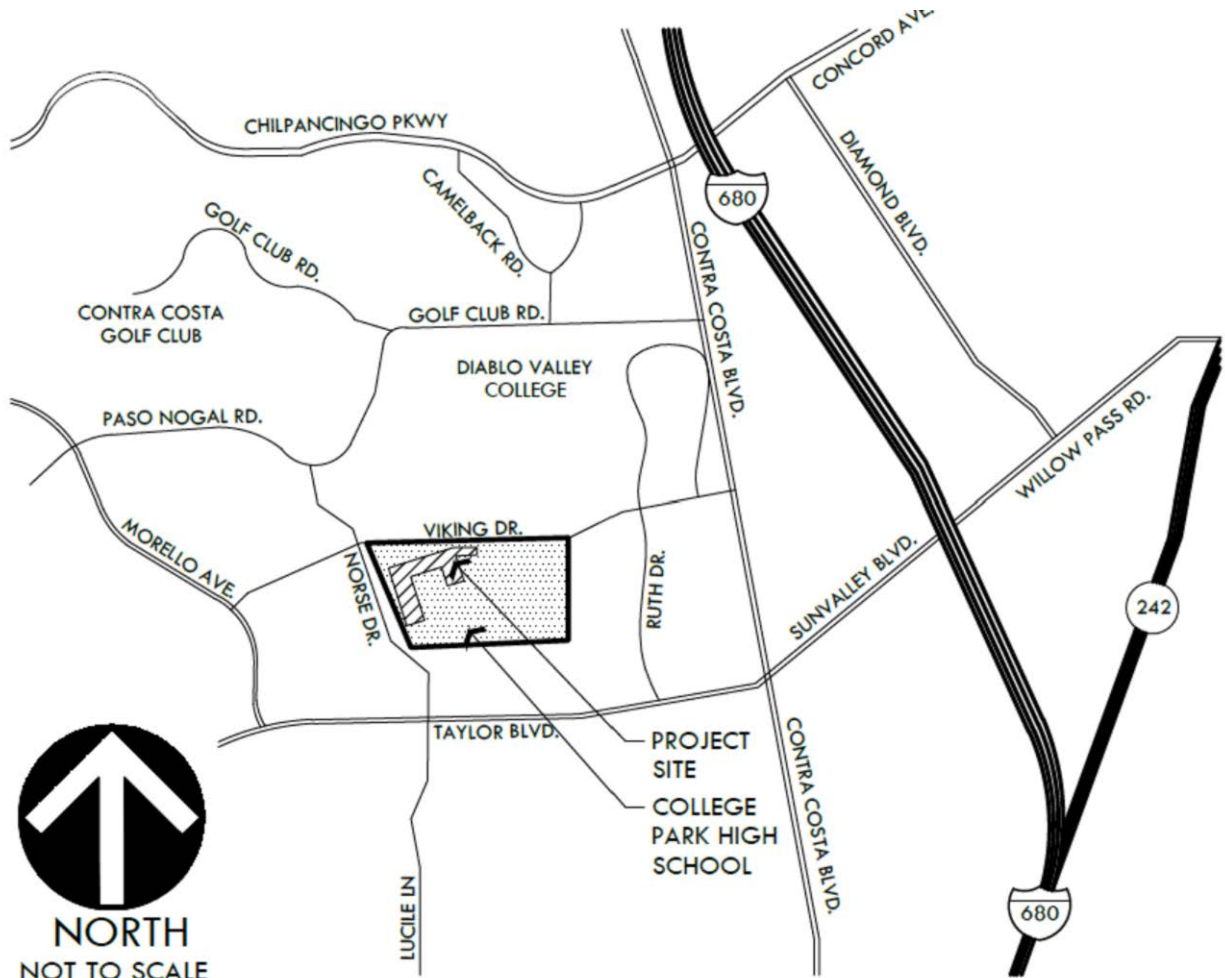 CONCORD AVE.
CHILPANCINGO PKWY
DIAMOND BLVD.
CAMELBACK RD.
680
GOLF CLUB RD.
CONTRA COSTA BLVD.
CONTRA COSTA
GOLF CLUB
GOLF CLUB RD.
DIABLO VALLEY
COLLEGE
PASO NOGAL RD.
WILLOW PASS RD.
MORELLO AVE.
VIKING DR.
NORSE DR.
RUTH DR.
SUNVALLEY BLVD.
242
TAYLOR BLVD.
PROJECT
SITE
COLLEGE
PARK HIGH
SCHOOL
CONTRA COSTA BLVD.
LUCILE LN
680
NORTH
NOT TO SCALE